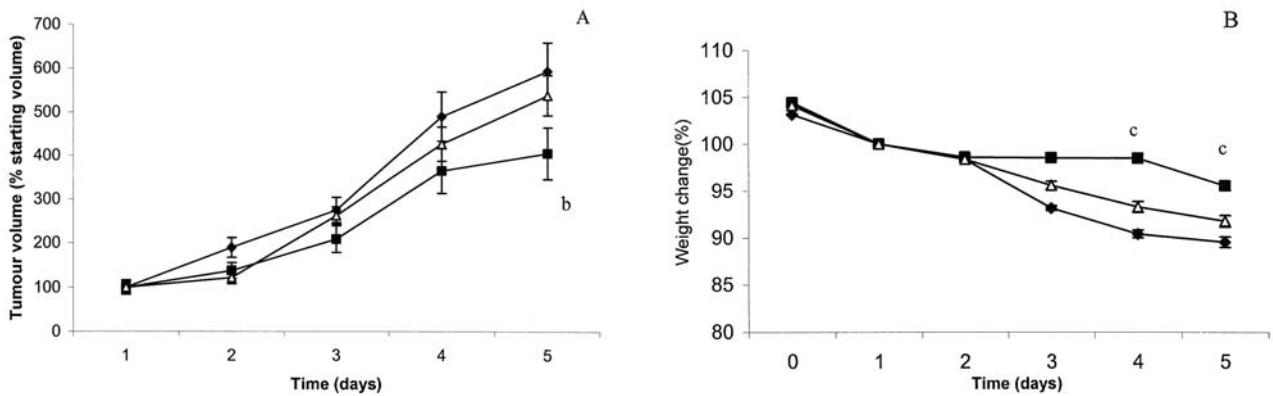 A
Tumour volume (% starting volume)
700
600
500
400
300
200
100
0
b
1 2 3 4 5
Time (days)
B
Weight change(%)
110
105
100
95
90
85
80
c
c
0 1 2 3 4 5
Time (days)